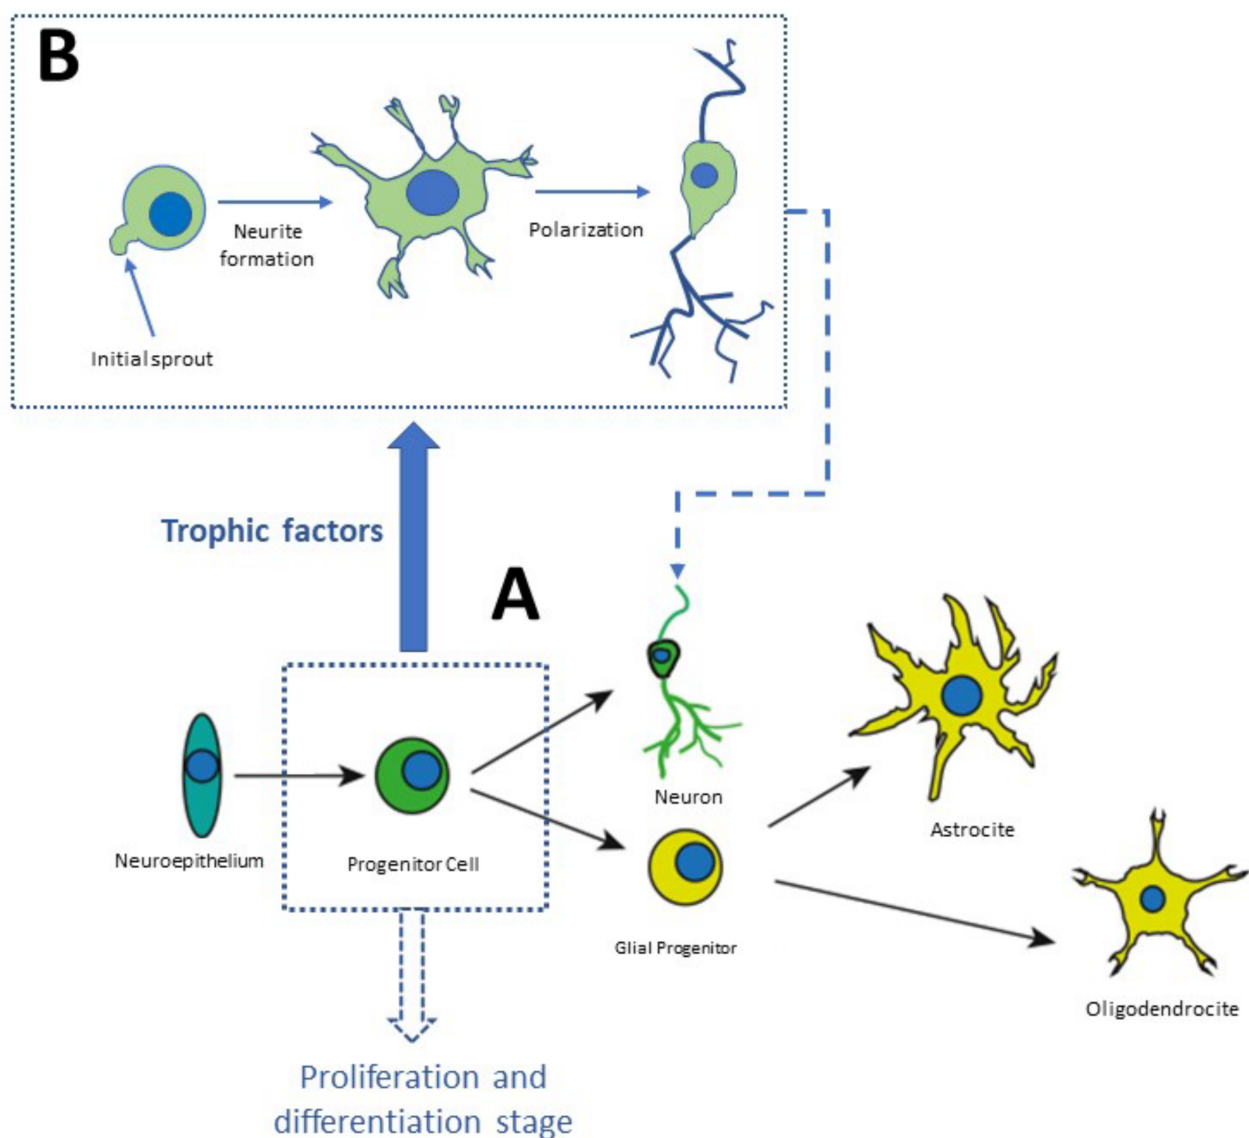 B
Neurite
formation
Polarization
Initial sprout
Trophic factors
A
Neuroepithelium
Progenitor Cell
Neuron
Glial Progenitor
Astrocite
Oligodendrocite
Proliferation and
differentiation stage